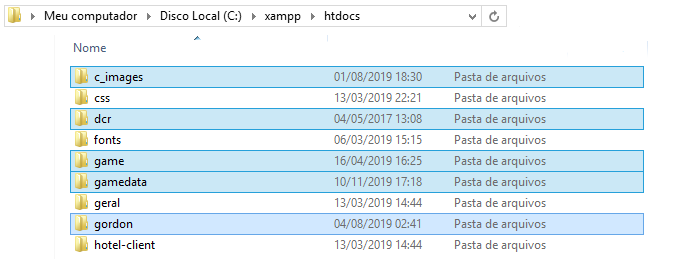 Meu computador Disco Local (C:) xampp htdocs
Nome
c_images 01/08/2019 18:30 Pasta de arquivos
css 13/03/2019 22:21 Pasta de arquivos
dcr 04/05/2017 13:08 Pasta de arquivos
fonts 06/03/2019 15:15 Pasta de arquivos
game 16/04/2019 16:25 Pasta de arquivos
gamedata 10/11/2019 17:18 Pasta de arquivos
geral 13/03/2019 14:44 Pasta de arquivos
gordon 04/08/2019 02:41 Pasta de arquivos
hotel-client 13/03/2019 14:44 Pasta de arquivos